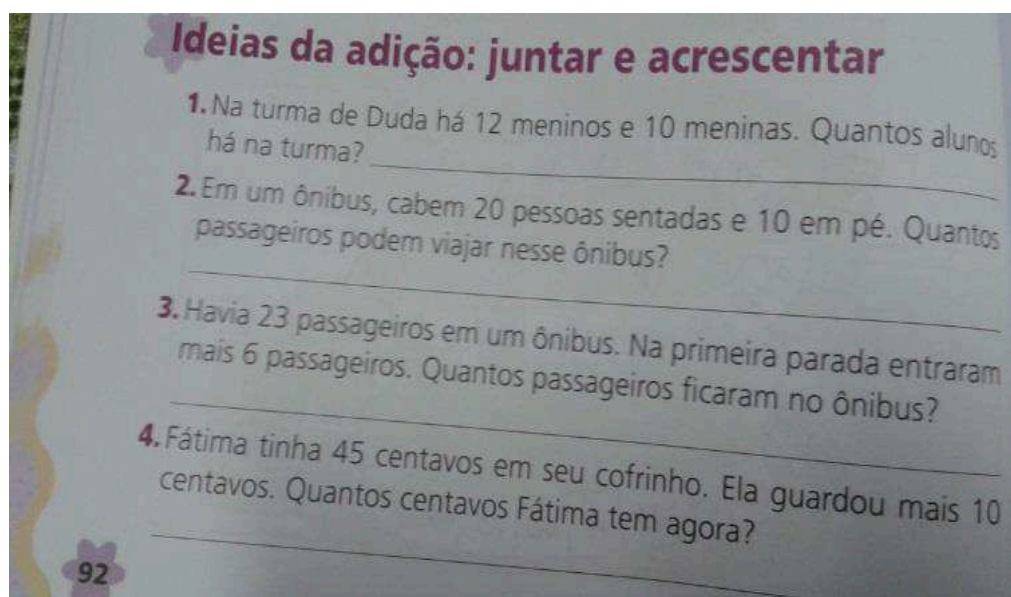 Ideias da adição: juntar e acrescentar
1. Na turma de Duda há 12 meninos e 10 meninas. Quantos alunos
há na turma?
2. Em um ônibus, cabem 20 pessoas sentadas e 10 em pé. Quantos
passageiros podem viajar nesse ônibus?
3. Havia 23 passageiros em um ônibus. Na primeira parada entraram
mais 6 passageiros. Quantos passageiros ficaram no ônibus?
4. Fátima tinha 45 centavos em seu cofrinho. Ela guardou mais 10
centavos. Quantos centavos Fátima tem agora?
92